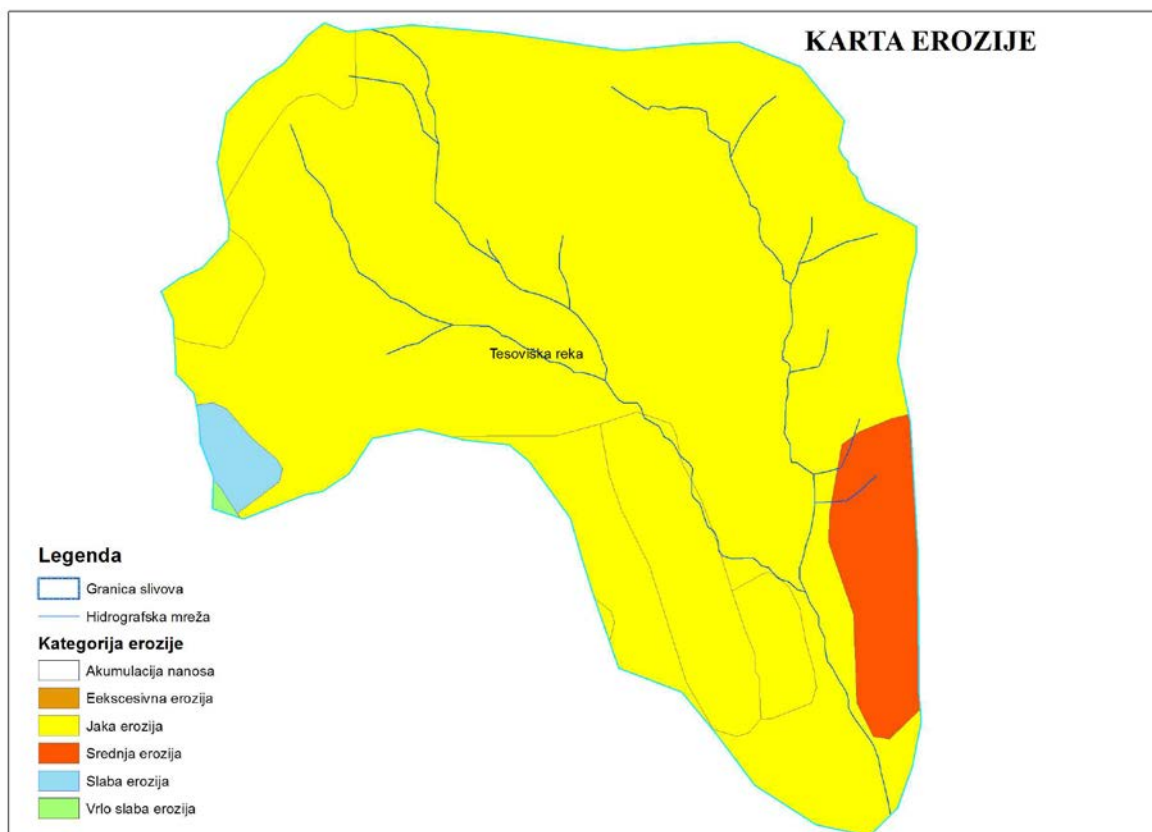 KARTA EROZIJE
Tesoviška reka
Legenda
Granica slivova
Hidrografska mreža
Kategorija erozije
Akumulacija nanosa
Eekscesivna erozija
Jaka erozija
Srednja erozija
Slaba erozija
Vrlo slaba erozija